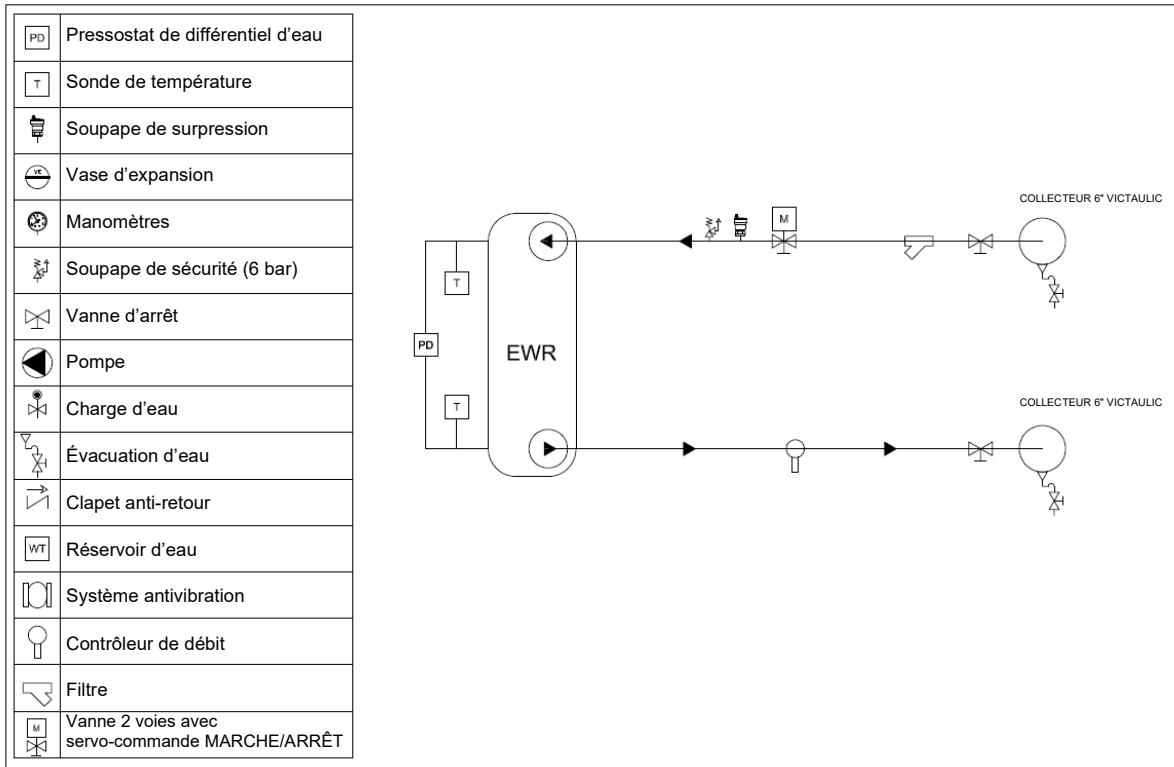 PD Pressostat de différentiel d'eau
T Sonde de température
Soupape de surpression
VE Vase d'expansion
Manomètres
Soupape de sécurité (6 bar)
Vanne d'arrêt
Pompe
Charge d'eau
Évacuation d'eau
Clapet anti-retour
WT Réservoir d'eau
Système antivibration
Contrôleur de débit
Filtre
M Vanne 2 voies avec
servo-commande MARCHE/ARRÊT
COLLECTEUR 6" VICTAULIC
M
T
PD
EWR
T
COLLECTEUR 6" VICTAULIC